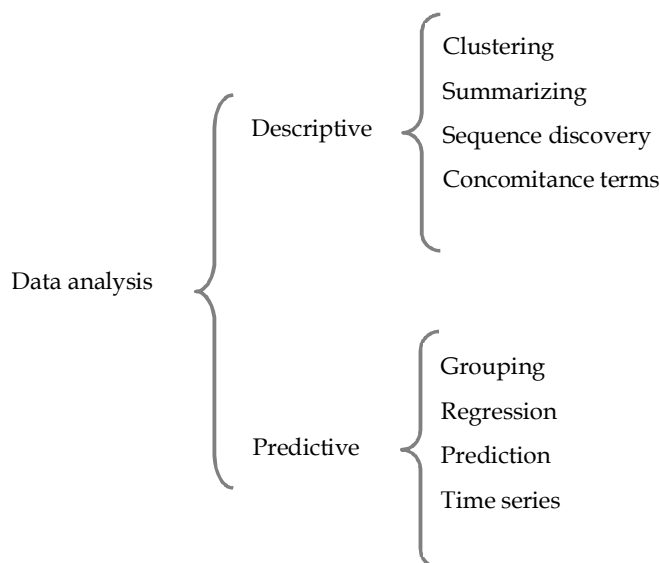 Data analysis
Descriptive
Clustering
Summarizing
Sequence discovery
Concomitance terms
Predictive
Grouping
Regression
Prediction
Time series